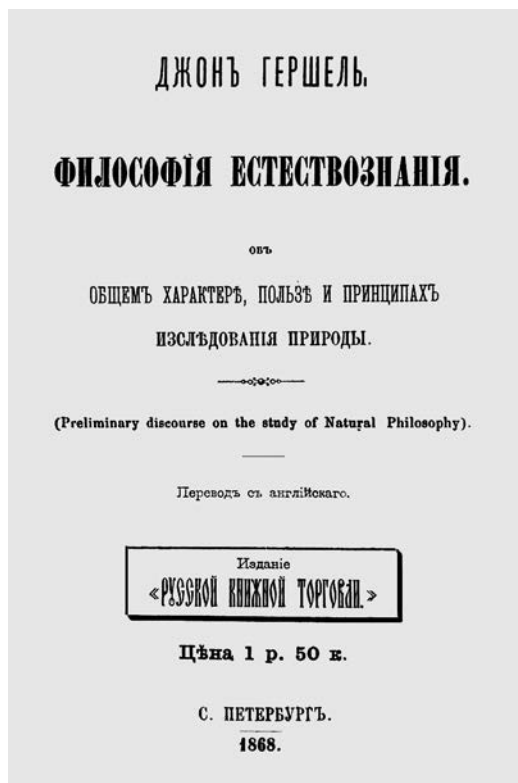 ДЖОНЪ ГЕРШЕЛЬ.
ФИЛОСОФІЯ ЕСТЕСТВОЗНАНІЯ.
ОБЪ
ОБЩЕМЪ ХАРАКТЕРѢ, ПОЛЬЗѢ И ПРИНЦИПАХЪ
ИЗСЛѢДОВАНІЯ ПРИРОДЫ.
(Preliminary discourse on the study of Natural Philosophy).
Переводъ съ англійскаго.
Изданіе
«РУССКОЙ КНИЖНОЙ ТОРГОВЛИ.»
Цѣна 1 р. 50 к.
С. ПЕТЕРБУРГЪ.
1868.